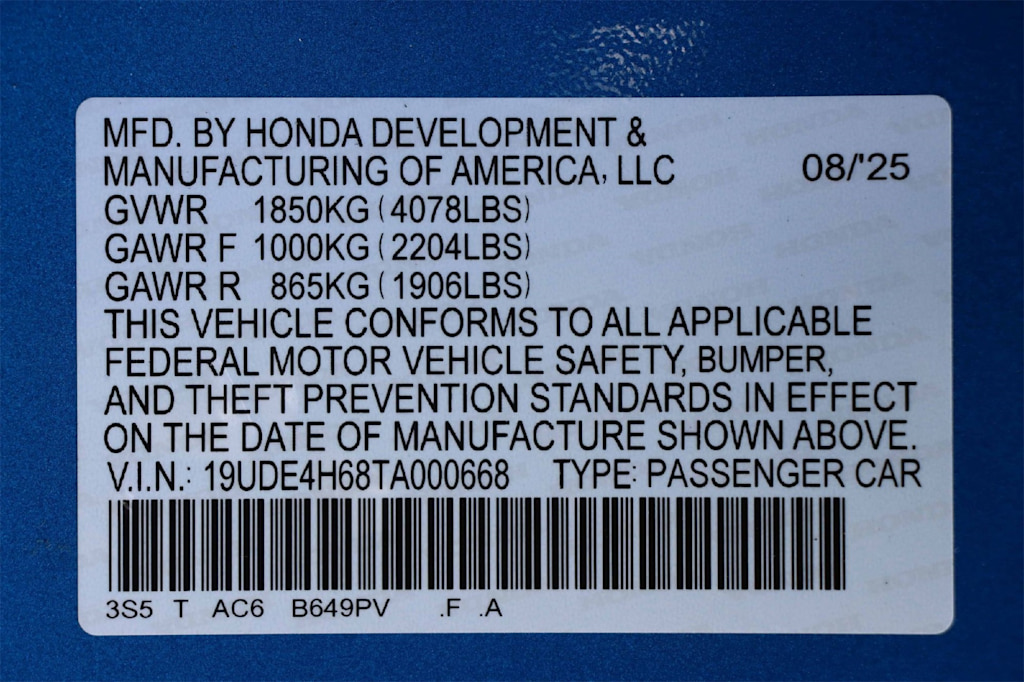 MFD. BY HONDA DEVELOPMENT &
MANUFACTURING OF AMERICA, LLC 08/'25
GVWR 1850KG (4078LBS)
GAWR F 1000KG (2204LBS)
GAWR R 865KG (1906LBS)
THIS VEHICLE CONFORMS TO ALL APPLICABLE
FEDERAL MOTOR VEHICLE SAFETY, BUMPER,
AND THEFT PREVENTION STANDARDS IN EFFECT
ON THE DATE OF MANUFACTURE SHOWN ABOVE.
V.I.N.: 19UDE4H68TA000668 TYPE: PASSENGER CAR
3S5 T AC6 B649PV .F .A